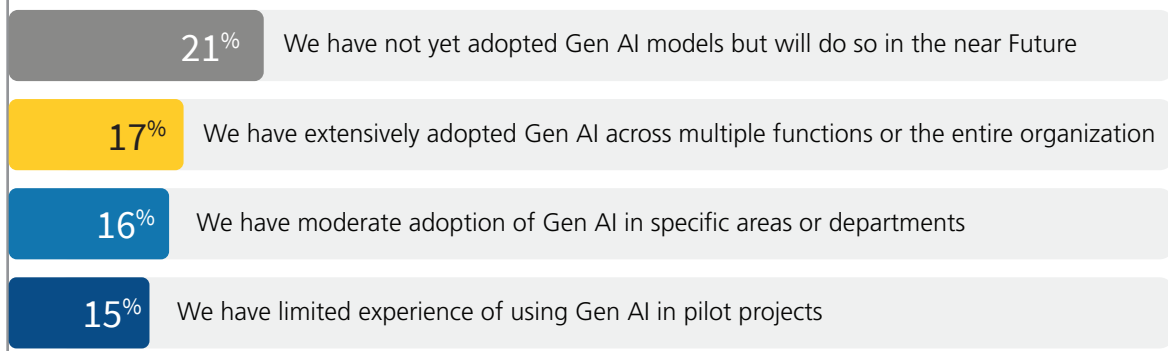 21% We have not yet adopted Gen AI models but will do so in the near Future
17% We have extensively adopted Gen AI across multiple functions or the entire organization
16% We have moderate adoption of Gen AI in specific areas or departments
15% We have limited experience of using Gen AI in pilot projects